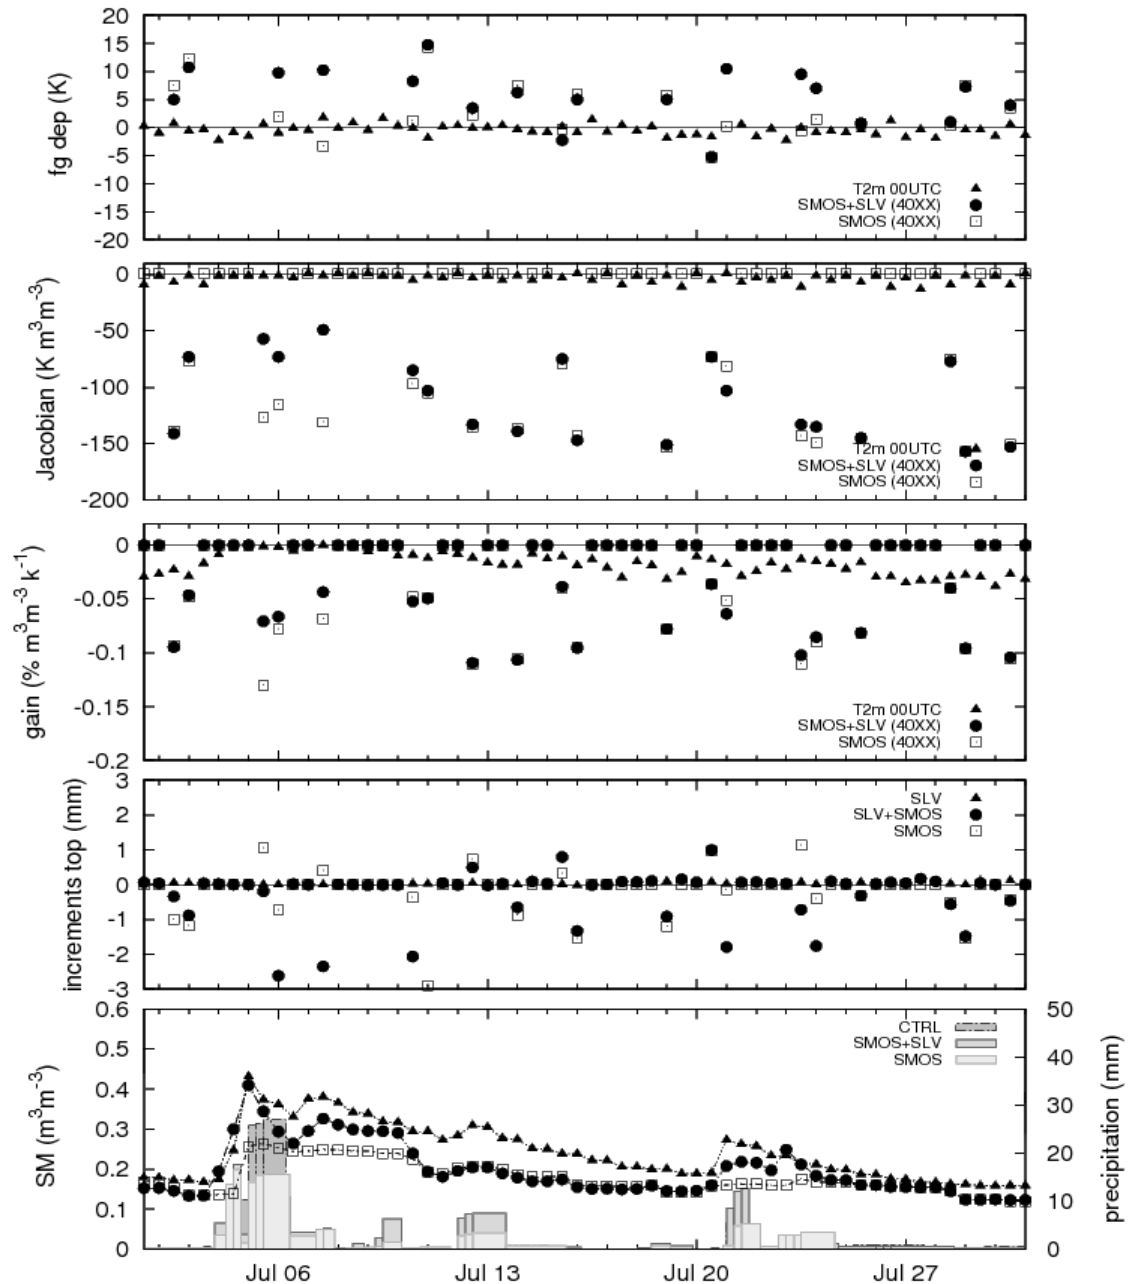 20
15
10
5
0
-5
-10
-15
-20
fg dep (K)
T2m 00UTC
SMOS+SLV (40XX)
SMOS (40XX)
0
-50
-100
-150
-200
Jacobian (K m³m⁻³)
T2m 00UTC
SMOS+SLV (40XX)
SMOS (40XX)
0
-0.05
-0.1
-0.15
-0.2
gain (% m³m⁻³ k⁻¹)
T2m 00UTC
SMOS+SLV (40XX)
SMOS (40XX)
3
2
1
0
-1
-2
-3
increments top (mm)
SLV
SLV+SMOS
SMOS
0.6
0.5
0.4
0.3
0.2
0.1
0
SM (m³m⁻³)
CTRL
SMOS+SLV
SMOS
50
40
30
20
10
0
precipitation (mm)
Jul 06
Jul 13
Jul 20
Jul 27